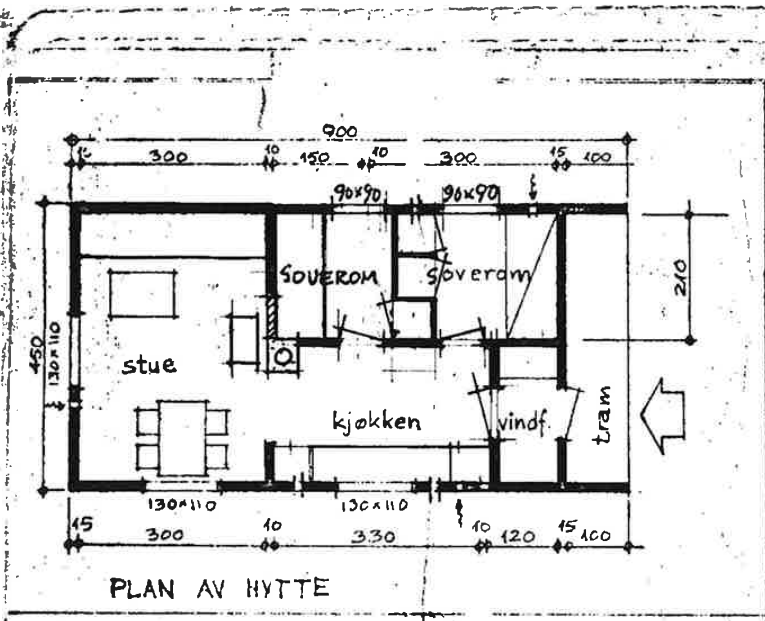 900
15 300 10 150 10 300 15 100
90x90 90x90
SOVEROM soverom
210
450
130x110
stue
kjøkken
vindf.
tram
130x110 130x110
15 300 10 330 10 120 15 100
PLAN AV HYTTE